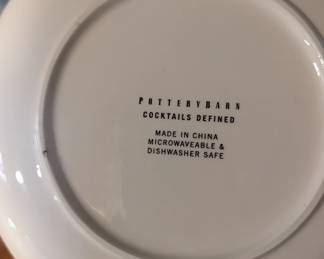 POTTERYBARN
COCKTAILS DEFINED
MADE IN CHINA
MICROWAVEABLE &
DISHWASHER SAFE